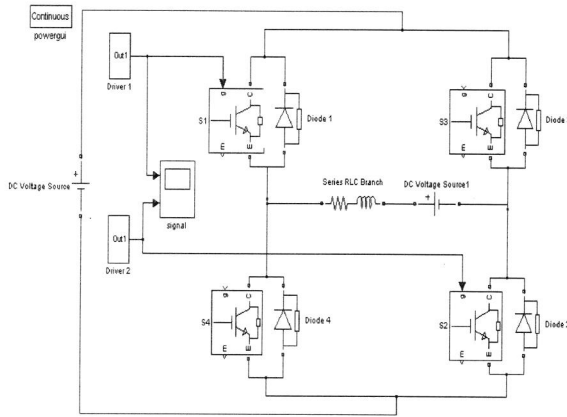 Continuous
powergui
Out1
Driver 1
g
C
S1
E
E
Diode 1
g
C
S3
E
E
Diode
DC Voltage Source
+
signal
Series RLC Branch
DC Voltage Source1
+
Out1
Driver 2
g
C
S4
E
E
Diode 4
g
C
S2
E
E
Diode 2